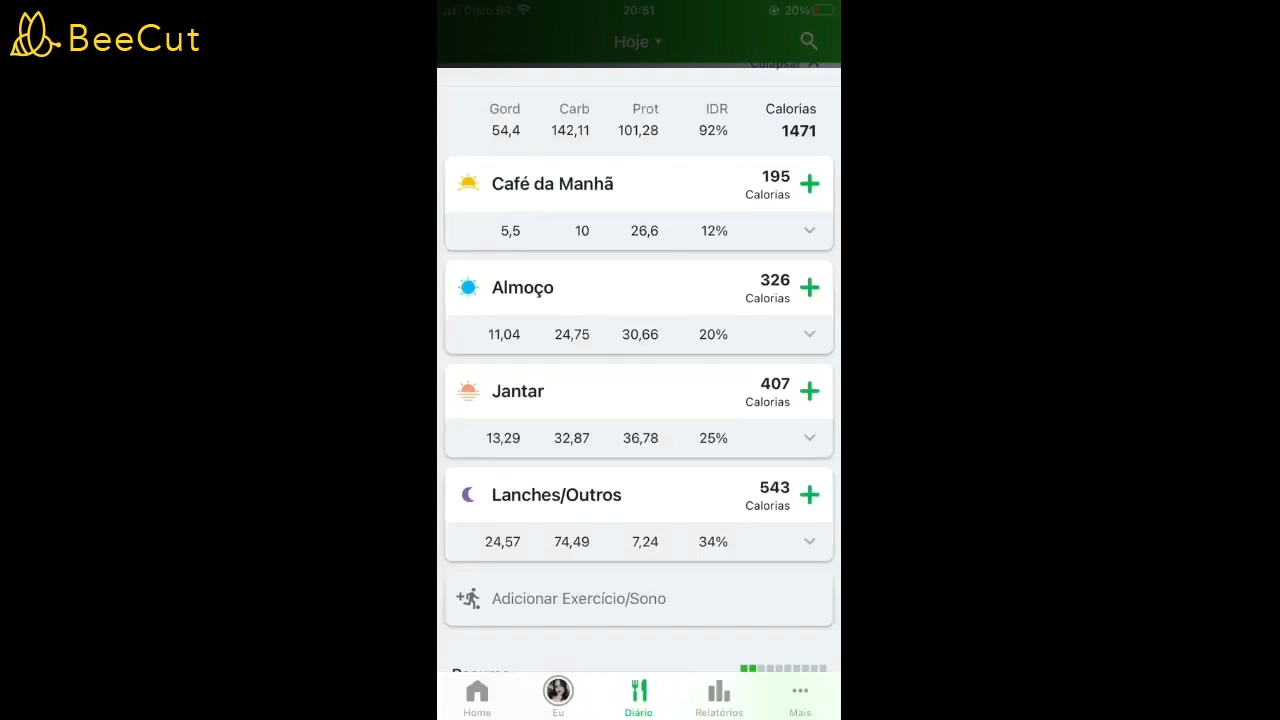 BeeCut
Claro BR 20:51 20%
Hoje
Colapsar
Gord Carb Prot IDR Calorias
54,4 142,11 101,28 92% 1471
Café da Manhã 195
Calorias
5,5 10 26,6 12%
Almoço 326
Calorias
11,04 24,75 30,66 20%
Jantar 407
Calorias
13,29 32,87 36,78 25%
Lanches/Outros 543
Calorias
24,57 74,49 7,24 34%
Adicionar Exercício/Sono
Home Eu Diário Relatórios Mais